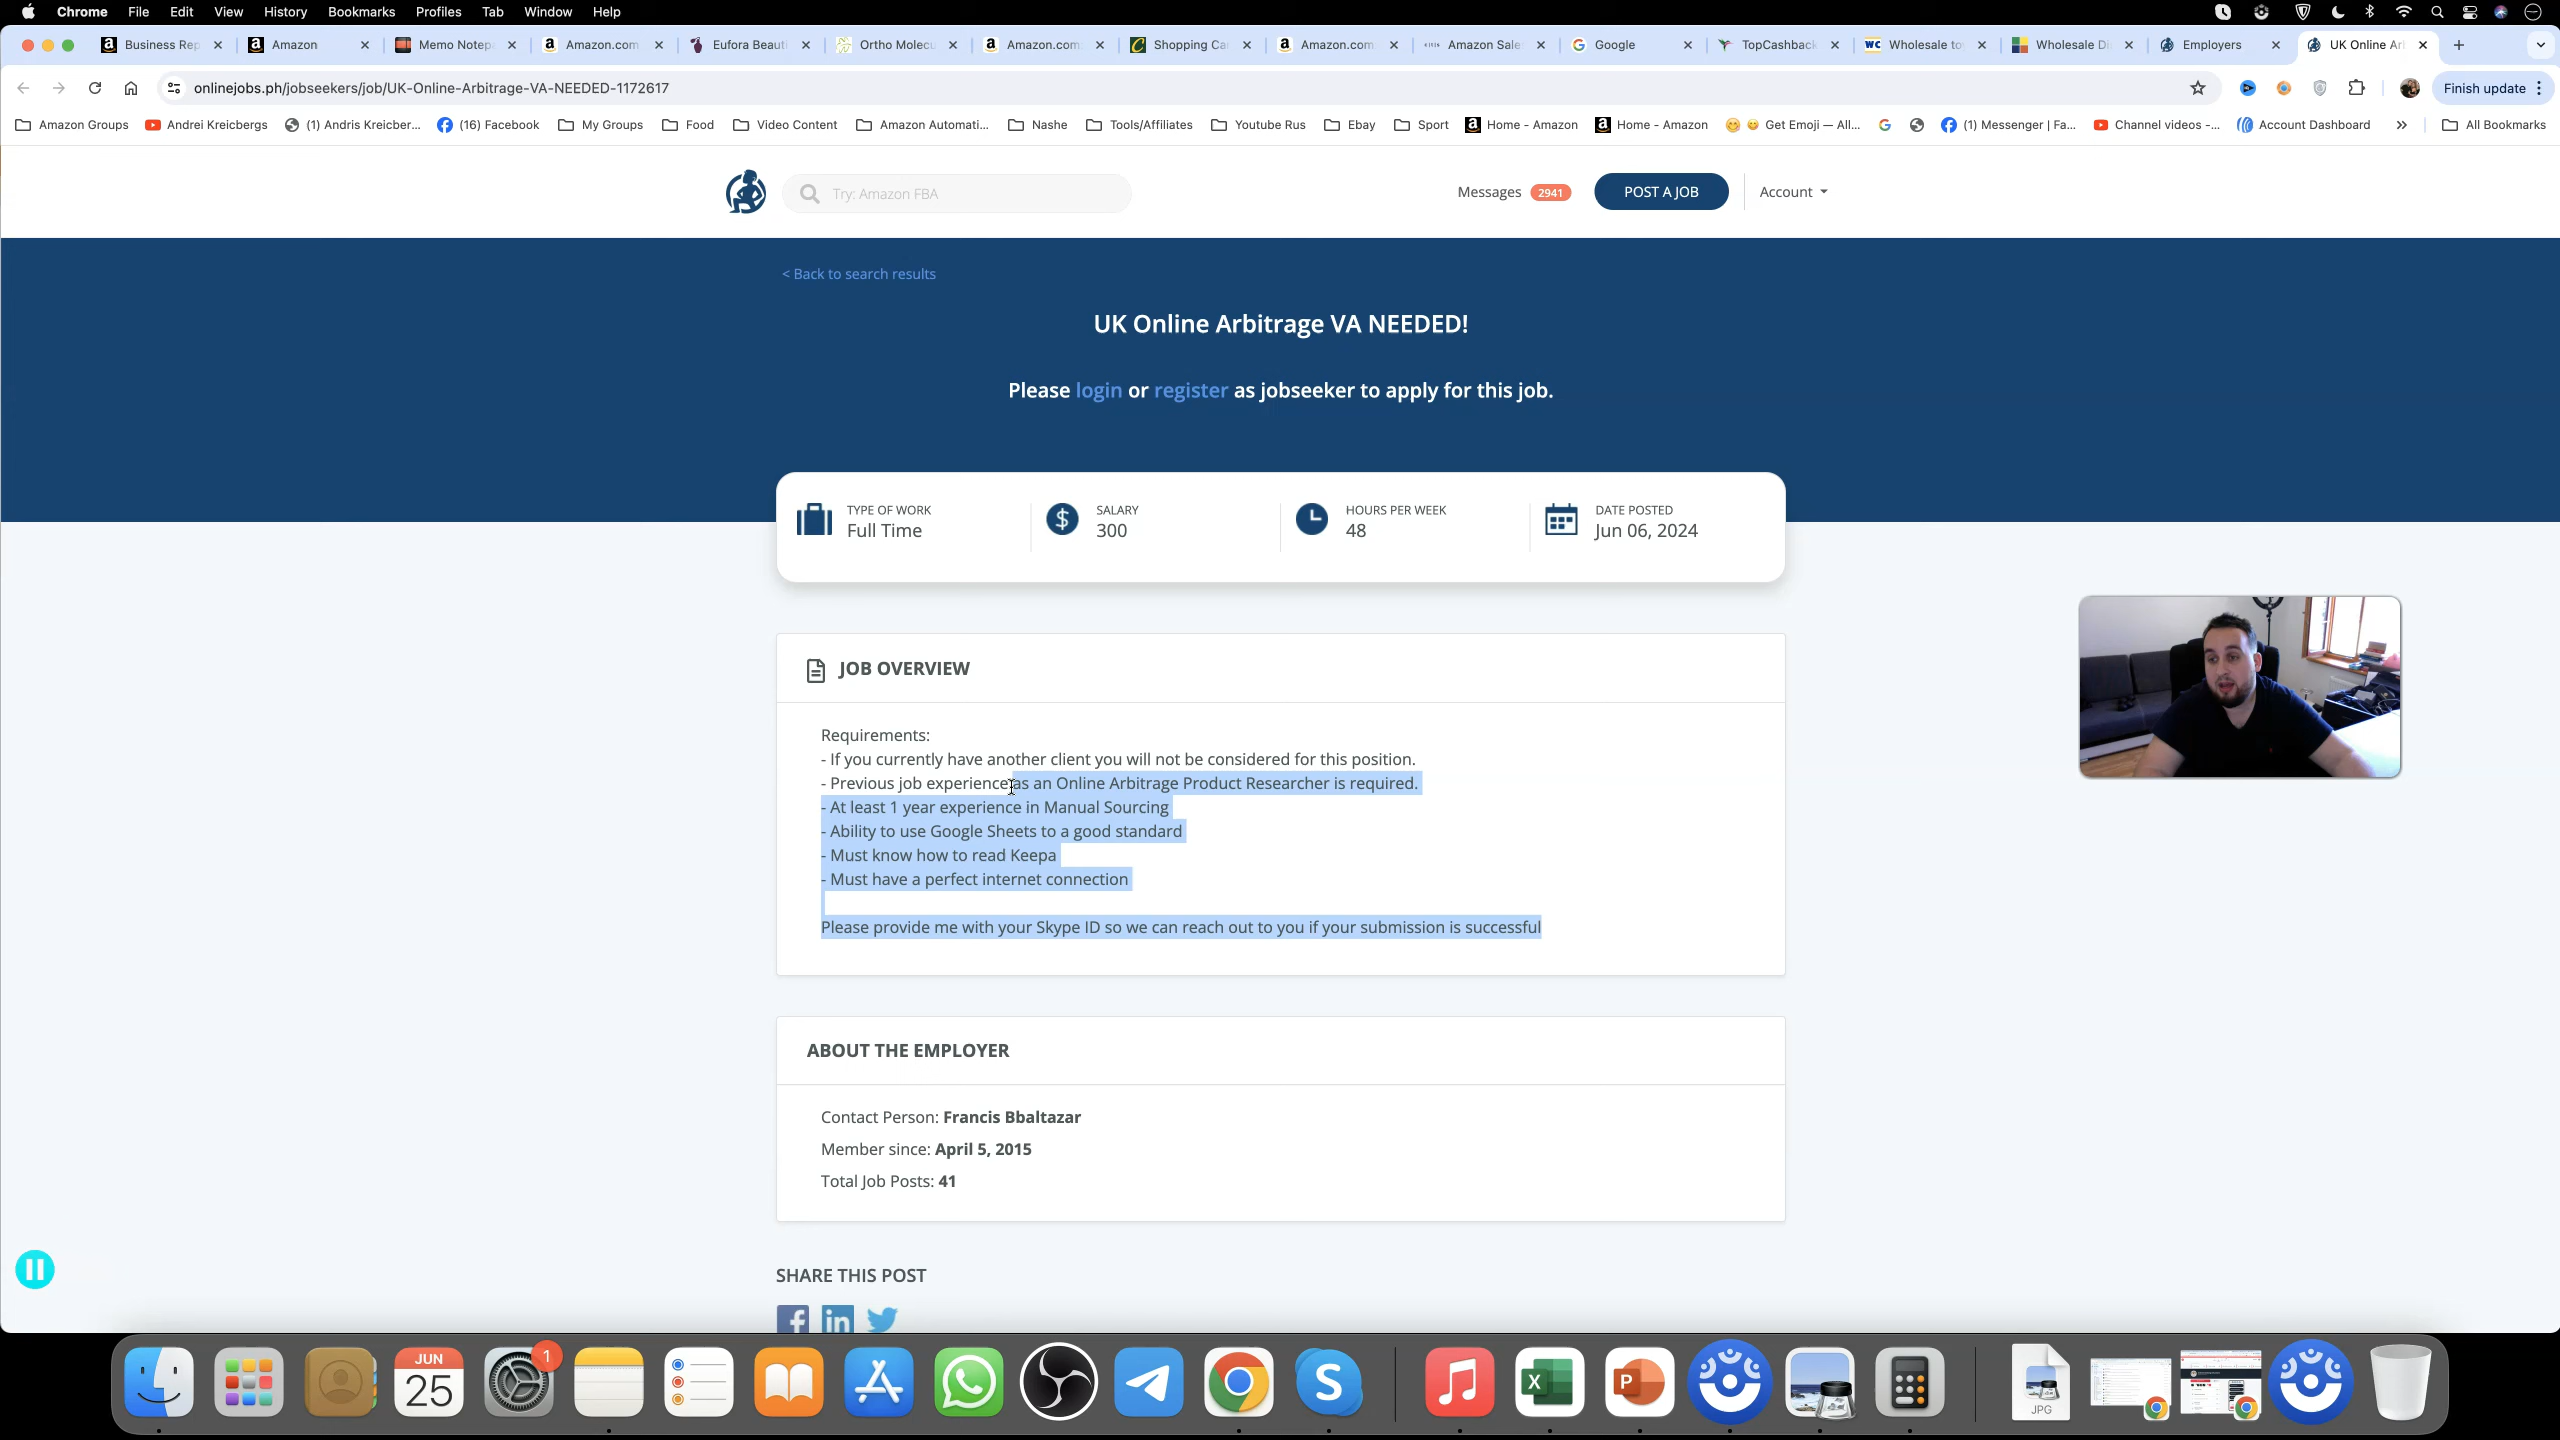 Chrome File Edit View History Bookmarks Profiles Tab Window Help
Business Rep Amazon Memo Notep Amazon.com Eufora Beaut Ortho Molecu Amazon.com Shopping Ca Amazon.com Amazon Sale Google TopCashback Wholesale to Wholesale Di Employers UK Online Ar
onlinejobs.ph/jobseekers/job/UK-Online-Arbitrage-VA-NEEDED-1172617 Finish update
Amazon Groups Andrei Kreicbergs (1) Andris Kreicber... (16) Facebook My Groups Food Video Content Amazon Automati... Nashe Tools/Affiliates Youtube Rus Ebay Sport Home - Amazon Home - Amazon Get Emoji — All... (1) Messenger | Fa... Channel videos -... Account Dashboard » All Bookmarks
Try: Amazon FBA Messages 2941 POST A JOB Account
< Back to search results
UK Online Arbitrage VA NEEDED!
Please login or register as jobseeker to apply for this job.
TYPE OF WORK SALARY HOURS PER WEEK DATE POSTED
Full Time 300 48 Jun 06, 2024
JOB OVERVIEW
Requirements:
- If you currently have another client you will not be considered for this position.
- Previous job experience as an Online Arbitrage Product Researcher is required.
- At least 1 year experience in Manual Sourcing
- Ability to use Google Sheets to a good standard
- Must know how to read Keepa
- Must have a perfect internet connection
Please provide me with your Skype ID so we can reach out to you if your submission is successful
ABOUT THE EMPLOYER
Contact Person: Francis Bbaltazar
Member since: April 5, 2015
Total Job Posts: 41
SHARE THIS POST
JUN
25
1
JPG